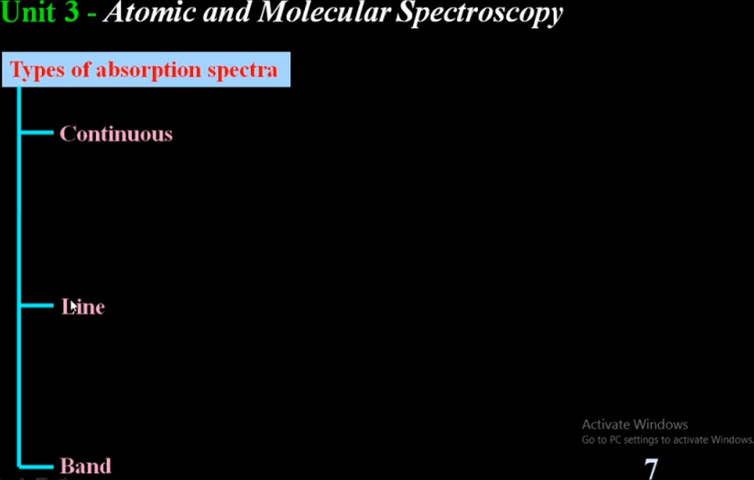 Unit 3 - Atomic and Molecular Spectroscopy
Types of absorption spectra
Continuous
Line
Band
Activate Windows
Go to PC settings to activate Windows.
7